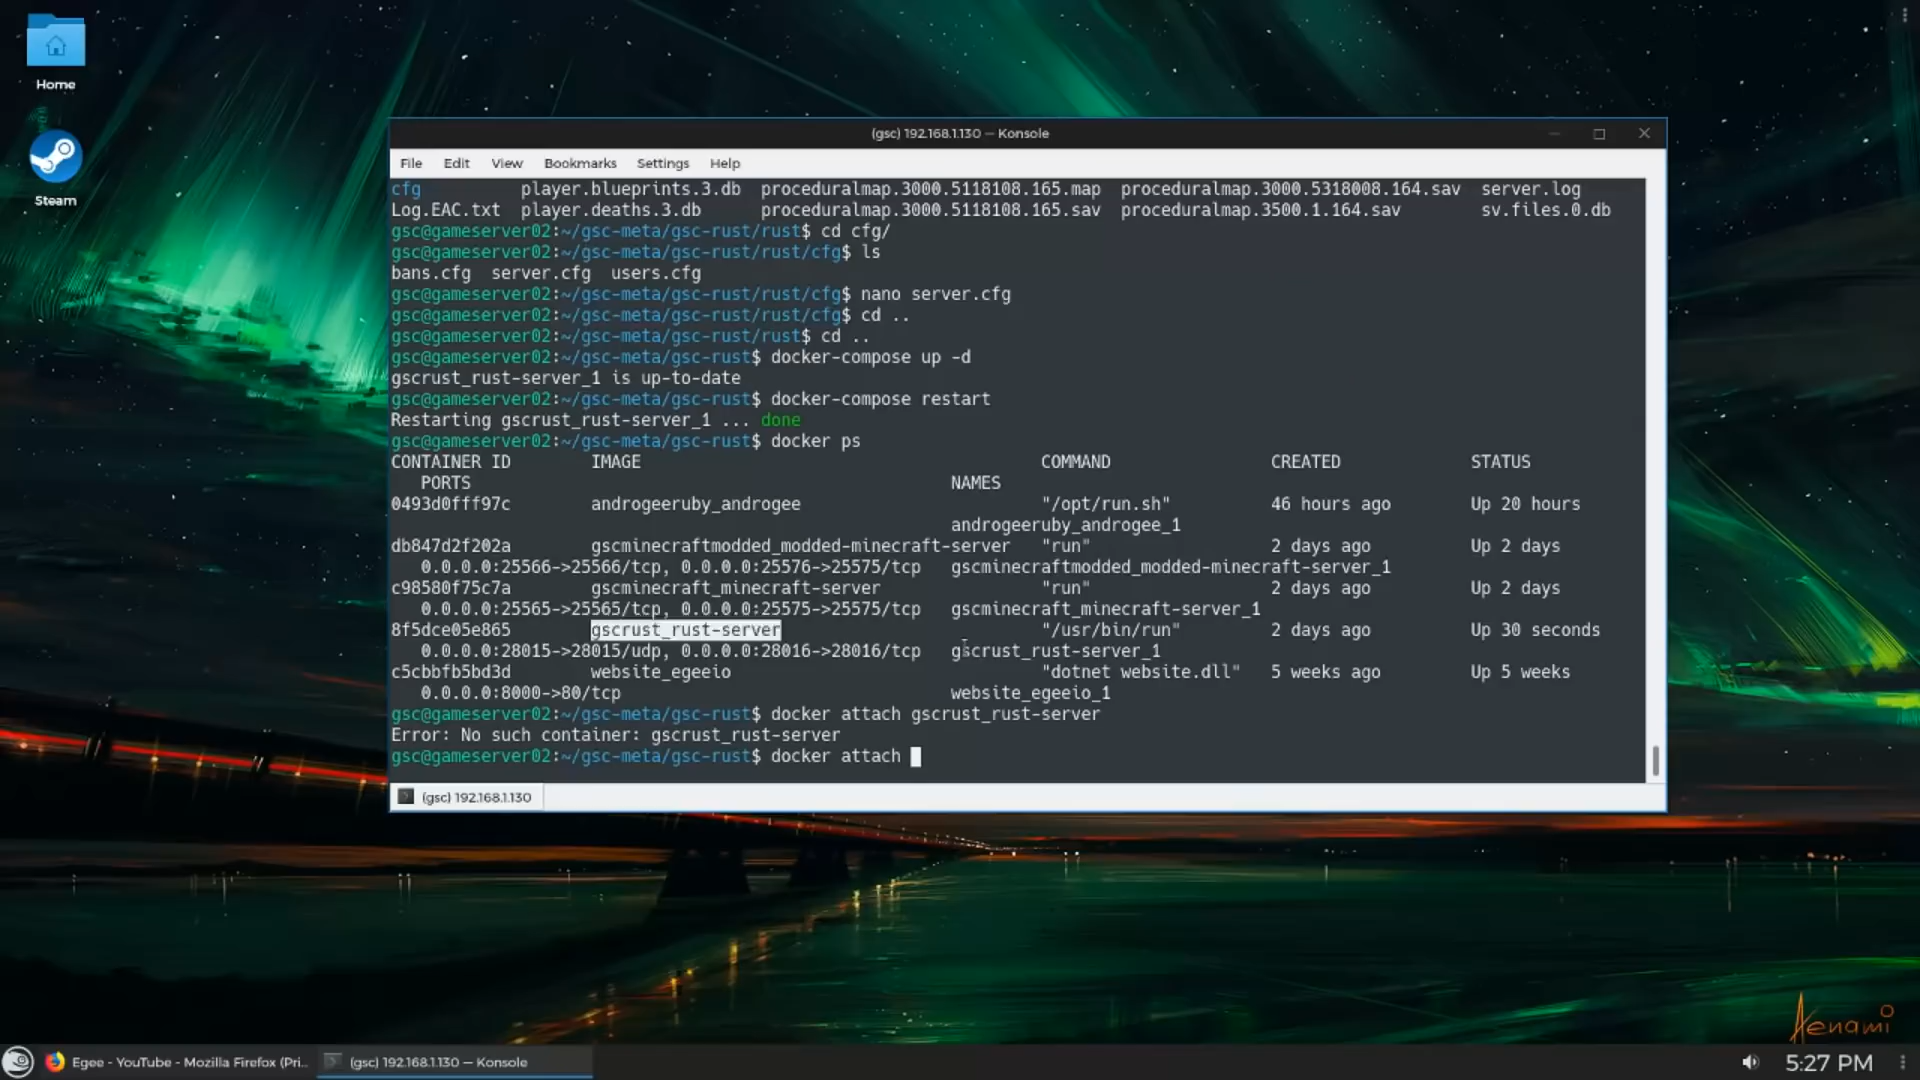 Home
Steam
(gsc) 192.168.1.130 — Konsole
File Edit View Bookmarks Settings Help
cfg player.blueprints.3.db proceduralmap.3000.5118108.165.map proceduralmap.3000.5318008.164.sav server.log
Log.EAC.txt player.deaths.3.db proceduralmap.3000.5118108.165.sav proceduralmap.3500.1.164.sav sv.files.0.db
gsc@gameserver02:~/gsc-meta/gsc-rust/rust$ cd cfg/
gsc@gameserver02:~/gsc-meta/gsc-rust/rust/cfg$ ls
bans.cfg server.cfg users.cfg
gsc@gameserver02:~/gsc-meta/gsc-rust/rust/cfg$ nano server.cfg
gsc@gameserver02:~/gsc-meta/gsc-rust/rust/cfg$ cd ..
gsc@gameserver02:~/gsc-meta/gsc-rust/rust$ cd ..
gsc@gameserver02:~/gsc-meta/gsc-rust$ docker-compose up -d
gscrust_rust-server_1 is up-to-date
gsc@gameserver02:~/gsc-meta/gsc-rust$ docker-compose restart
Restarting gscrust_rust-server_1 ... done
gsc@gameserver02:~/gsc-meta/gsc-rust$ docker ps
CONTAINER ID IMAGE COMMAND CREATED STATUS
PORTS NAMES
0493d0fff97c androgeeruby_androgee "/opt/run.sh" 46 hours ago Up 20 hours
androgeeruby_androgee_1
db847d2f202a gscminecraftmodded_modded-minecraft-server "run" 2 days ago Up 2 days
0.0.0.0:25566->25566/tcp, 0.0.0.0:25576->25575/tcp gscminecraftmodded_modded-minecraft-server_1
c98580f75c7a gscminecraft_minecraft-server "run" 2 days ago Up 2 days
0.0.0.0:25565->25565/tcp, 0.0.0.0:25575->25575/tcp gscminecraft_minecraft-server_1
8f5dce05e865 gscrust_rust-server "/usr/bin/run" 2 days ago Up 30 seconds
0.0.0.0:28015->28015/udp, 0.0.0.0:28016->28016/tcp gscrust_rust-server_1
c5cbbfb5bd3d website_egeeio "dotnet website.dll" 5 weeks ago Up 5 weeks
0.0.0.0:8000->80/tcp website_egeeio_1
gsc@gameserver02:~/gsc-meta/gsc-rust$ docker attach gscrust_rust-server
Error: No such container: gscrust_rust-server
gsc@gameserver02:~/gsc-meta/gsc-rust$ docker attach
(gsc) 192.168.1.130
Aenami
Egee - YouTube - Mozilla Firefox (Pri... (gsc) 192.168.1.130 — Konsole 5:27 PM